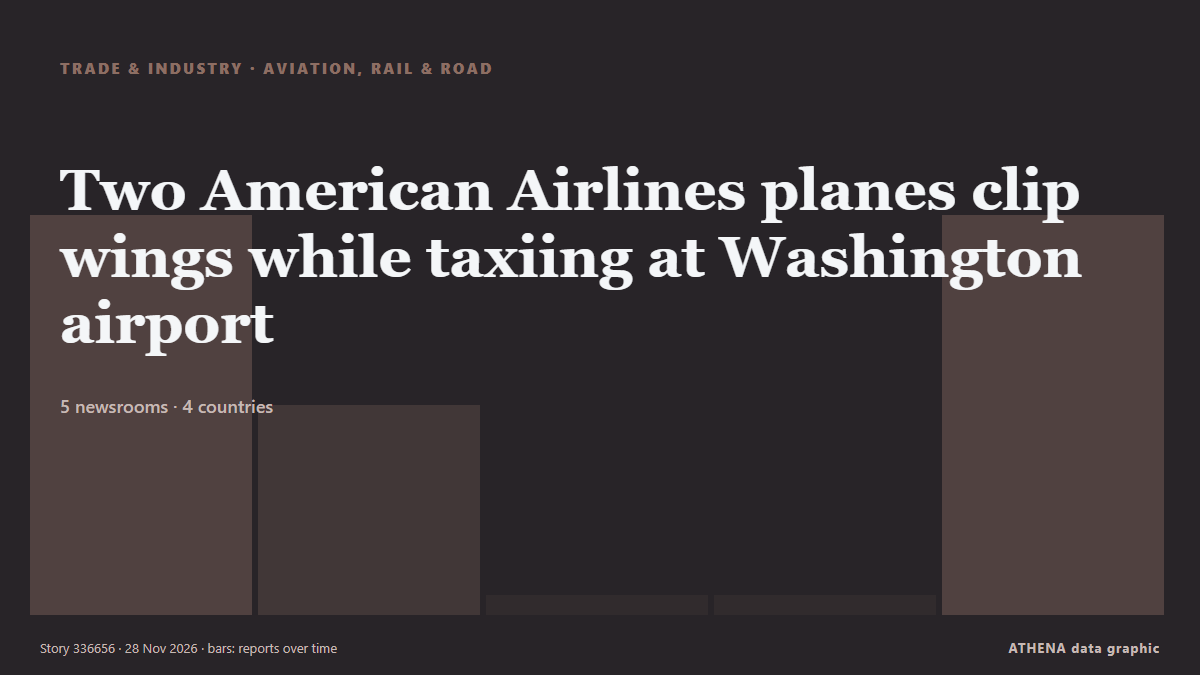 TRADE & INDUSTRY · AVIATION, RAIL & ROAD
Two American Airlines planes clip
wings while taxiing at Washington
airport
5 newsrooms · 4 countries
Story 336656 · 28 Nov 2026 · bars: reports over time
ATHENA data graphic